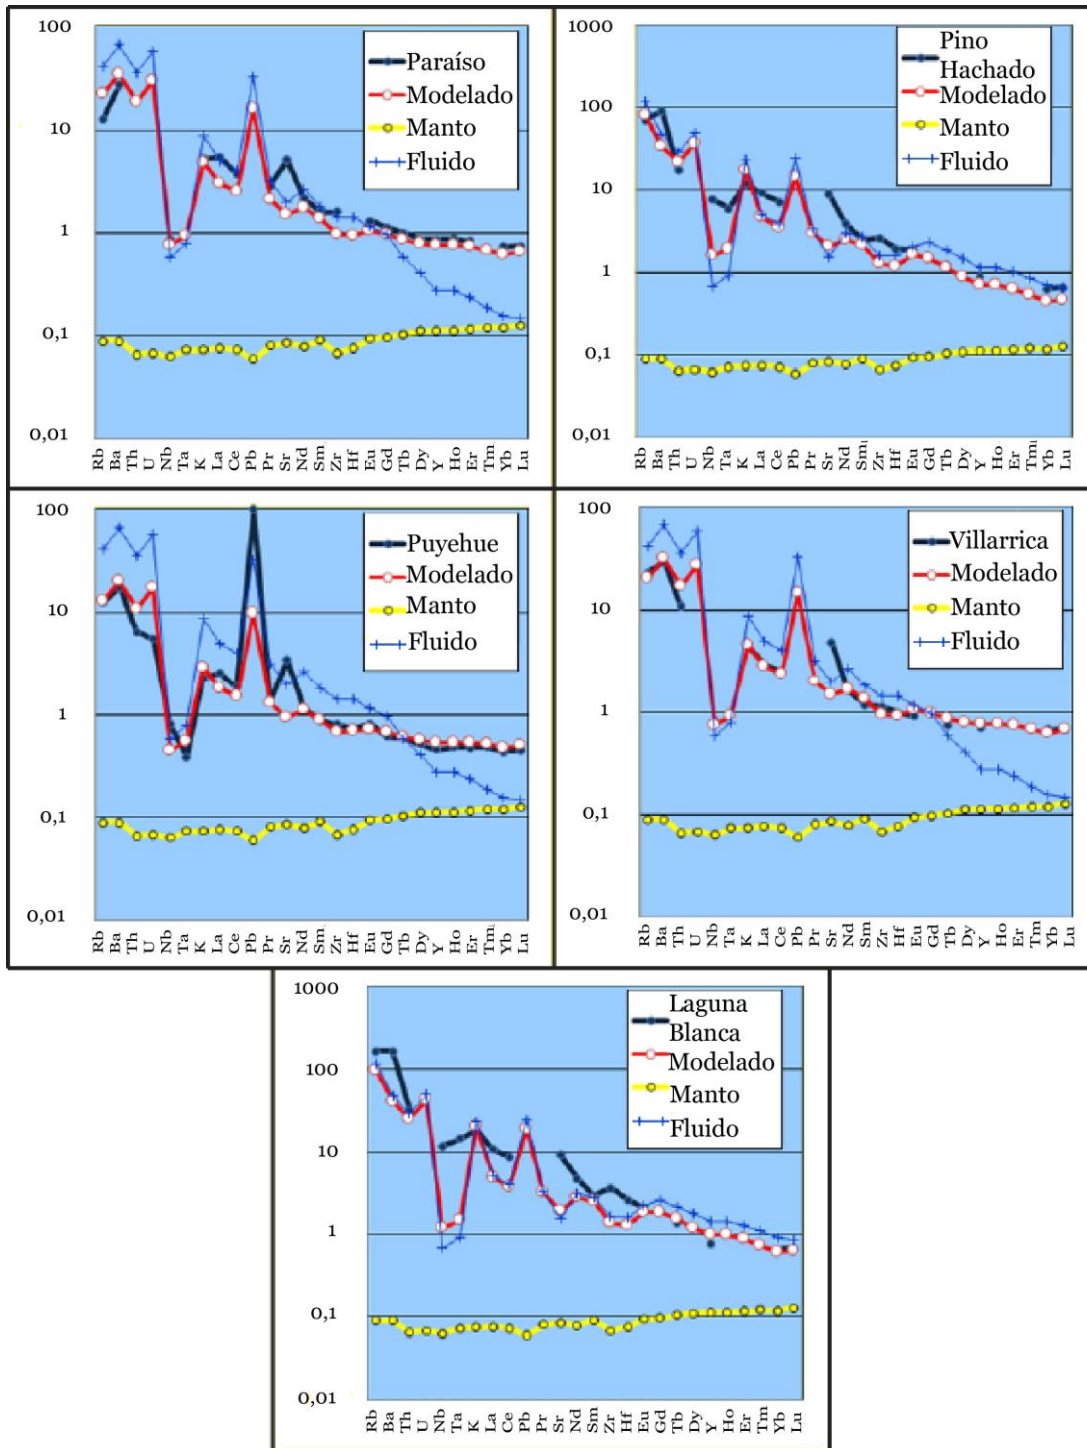 100
10
1
0,1
0,01
Paraíso
Modelado
Manto
Fluido
Rb Ba Th U Nb Ta K La Ce Pb Pr Sr Nd Sm Zr Hf Eu Gd Tb Dy Y Ho Er Tm Yb Lu
1000
100
10
1
0,1
0,01
Pino
Hachado
Modelado
Manto
Fluido
Rb Ba Th U Nb Ta K La Ce Pb Pr Sr Nd Sm Zr Hf Eu Gd Tb Dy Y Ho Er Tm Yb Lu
100
10
1
0,1
0,01
Puyehue
Modelado
Manto
Fluido
Rb Ba Th U Nb Ta K La Ce Pb Pr Sr Nd Sm Zr Hf Eu Gd Tb Dy Y Ho Er Tm Yb Lu
100
10
1
0,1
0,01
Villarrica
Modelado
Manto
Fluido
Rb Ba Th U Nb Ta K La Ce Pb Pr Sr Nd Sm Zr Hf Eu Gd Tb Dy Y Ho Er Tm Yb Lu
1000
100
10
1
0,1
0,01
Laguna
Blanca
Modelado
Manto
Fluido
Rb Ba Th U Nb Ta K La Ce Pb Pr Sr Nd Sm Zr Hf Eu Gd Tb Dy Y Ho Er Tm Yb Lu